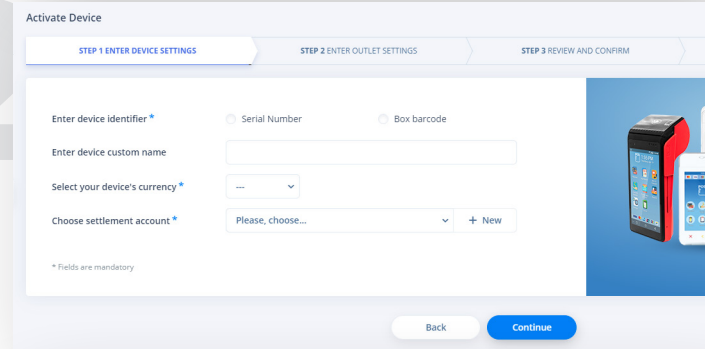 Activate Device
STEP 1 ENTER DEVICE SETTINGS
STEP 2 ENTER OUTLET SETTINGS
STEP 3 REVIEW AND CONFIRM
Enter device identifier *
Serial Number
Box barcode
Enter device custom name
Select your device's currency *
---
Choose settlement account *
Please, choose...
+ New
* Fields are mandatory
Back
Continue